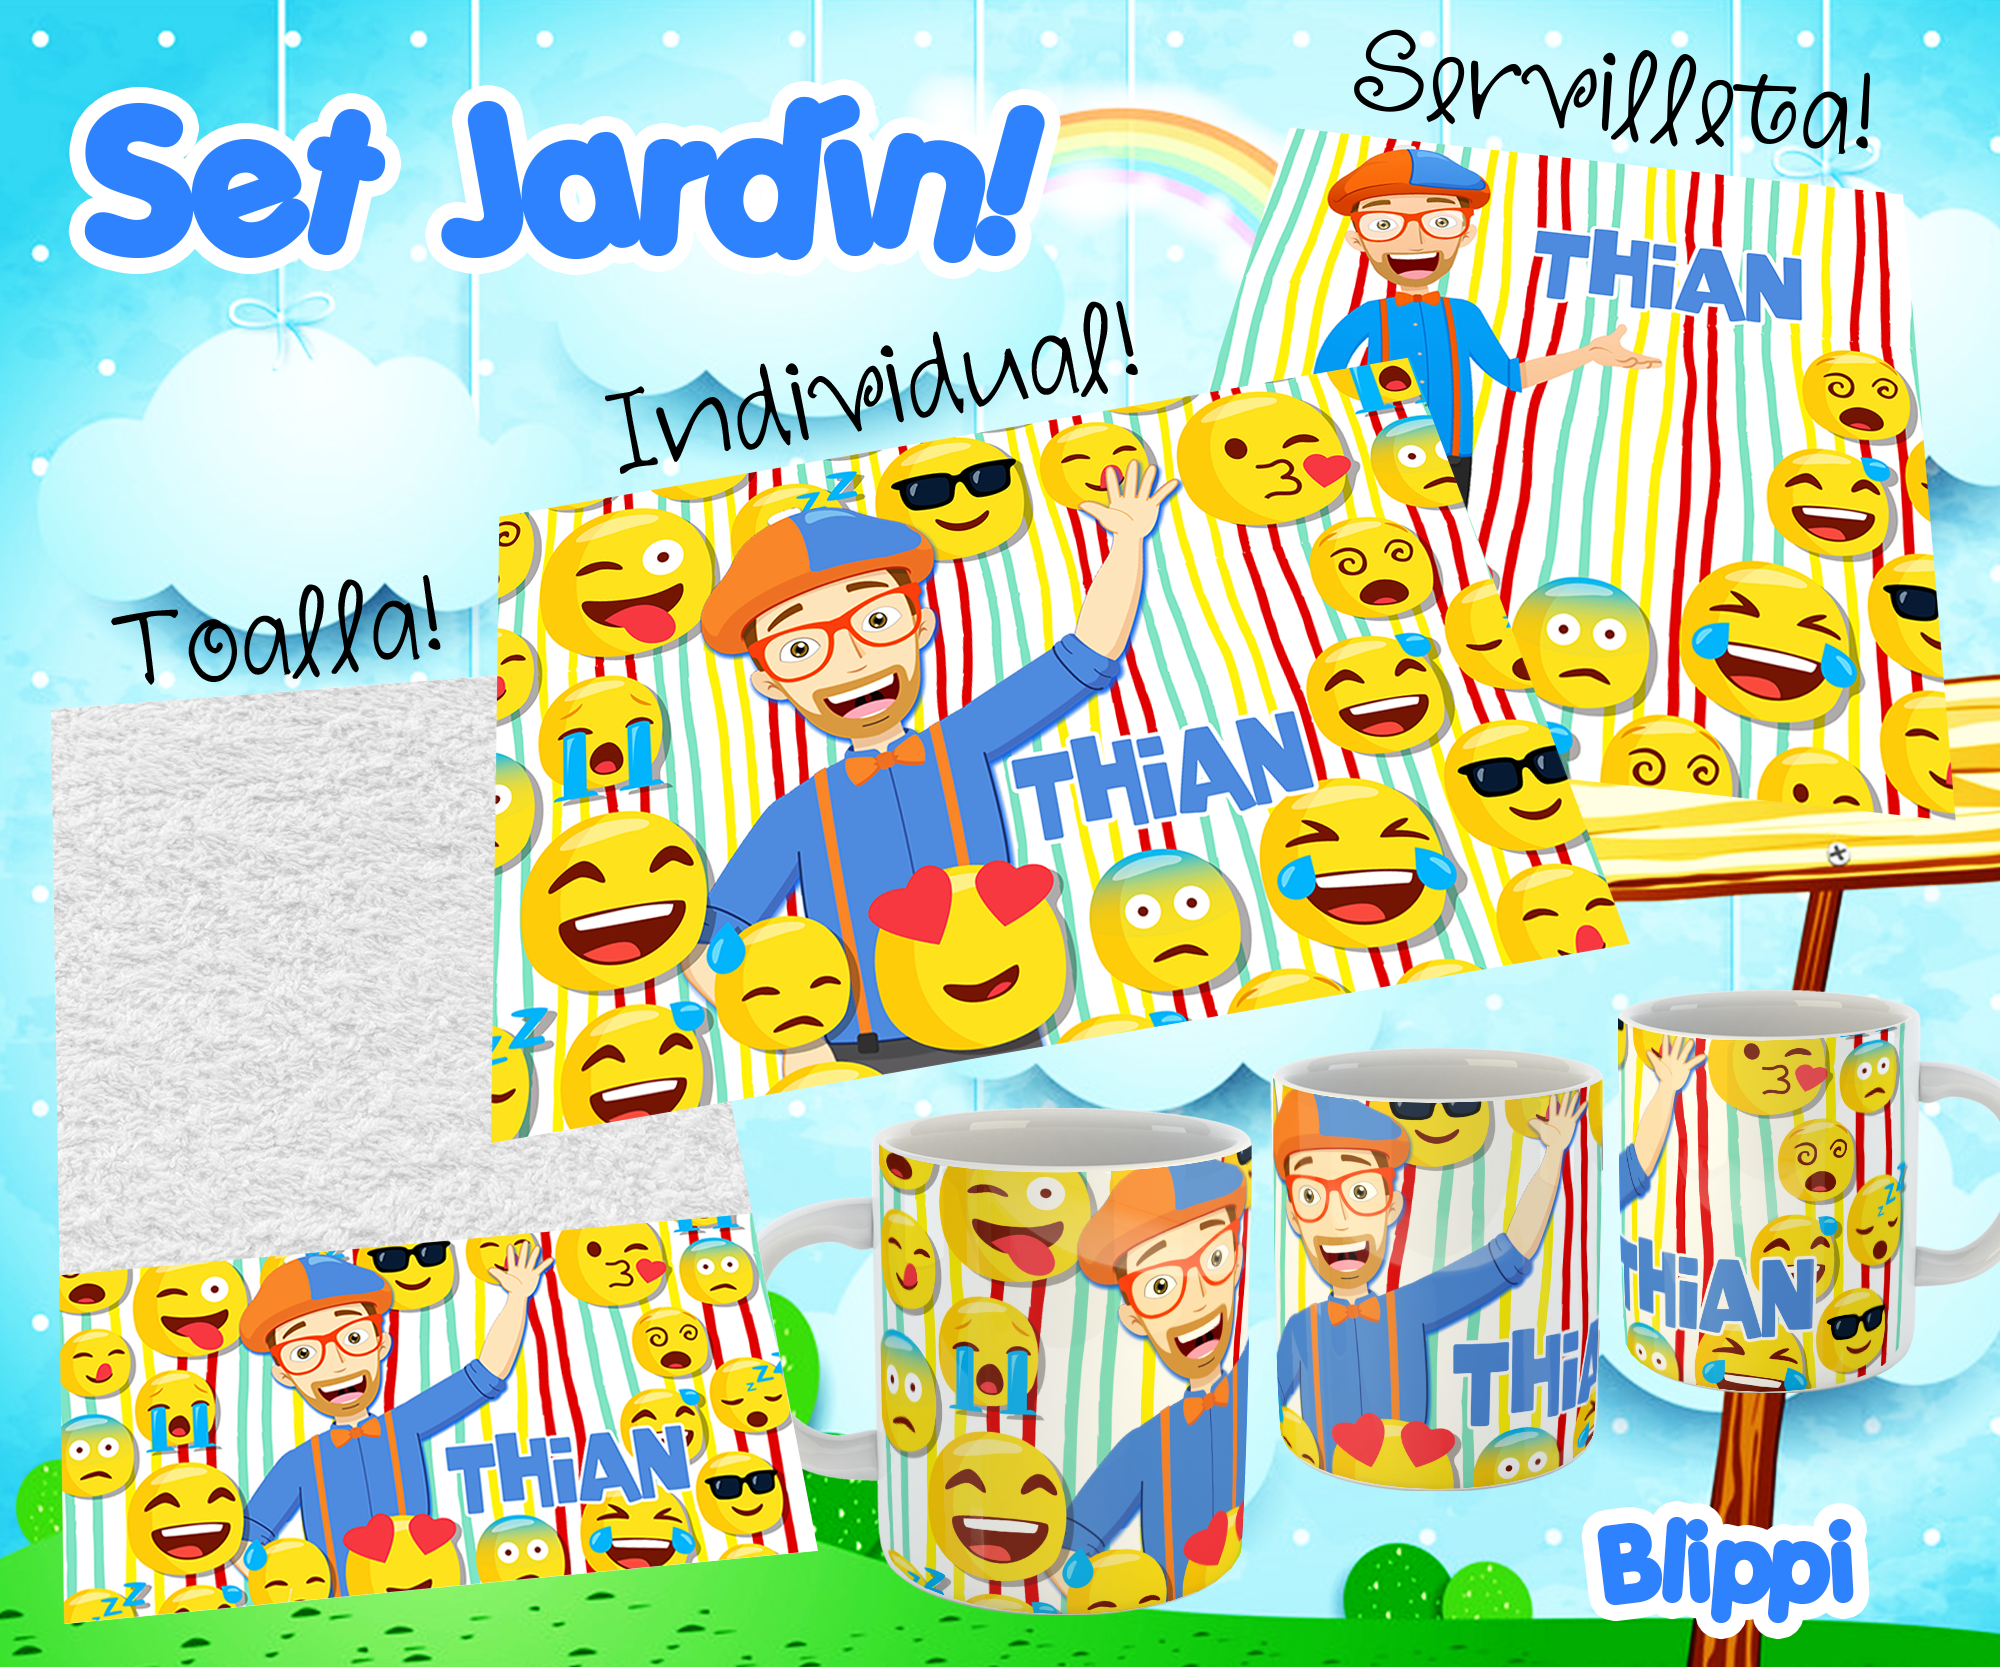 Set Jardín!
Servilleta!
THiAN
Individual!
THiAN
Toalla!
THiAN
THiA
THiAN
Blippi